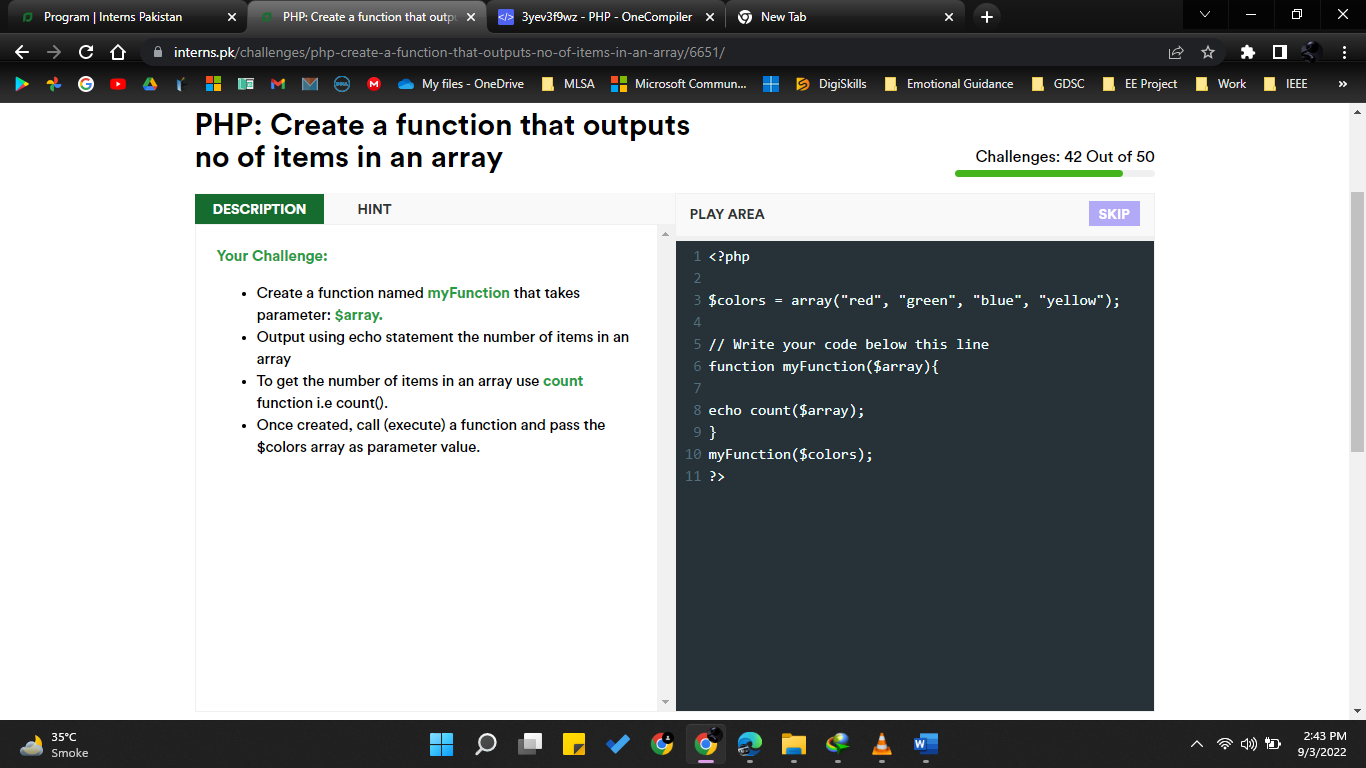 Program | Interns Pakistan
PHP: Create a function that outp
3yev3f9wz - PHP - OneCompiler
New Tab
interns.pk/challenges/php-create-a-function-that-outputs-no-of-items-in-an-array/6651/
My files - OneDrive
MLSA
Microsoft Commun...
DigiSkills
Emotional Guidance
GDSC
EE Project
Work
IEEE
»
PHP: Create a function that outputs
no of items in an array
Challenges: 42 Out of 50
DESCRIPTION
HINT
Your Challenge:
• Create a function named myFunction that takes
parameter: $array.
• Output using echo statement the number of items in an
array
• To get the number of items in an array use count
function i.e count().
• Once created, call (execute) a function and pass the
$colors array as parameter value.
PLAY AREA
SKIP
1 <?php
2
3 $colors = array("red", "green", "blue", "yellow");
4
5 // Write your code below this line
6 function myFunction($array){
7
8 echo count($array);
9 }
10 myFunction($colors);
11 ?>
35°C
Smoke
2:43 PM
9/3/2022